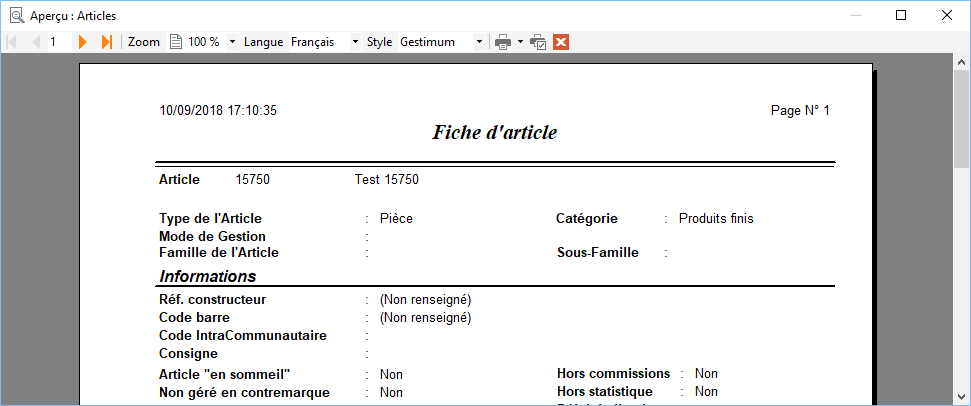 Aperçu : Articles
1 Zoom 100 % Langue Français Style Gestimum
10/09/2018 17:10:35 Page N° 1
Fiche d'article
Article 15750 Test 15750
Type de l'Article : Pièce Catégorie : Produits finis
Mode de Gestion :
Famille de l'Article : Sous-Famille :
Informations
Réf. constructeur : (Non renseigné)
Code barre : (Non renseigné)
Code IntraCommunautaire :
Consigne :
Article "en sommeil" : Non Hors commissions : Non
Non géré en contremarque : Non Hors statistique : Non